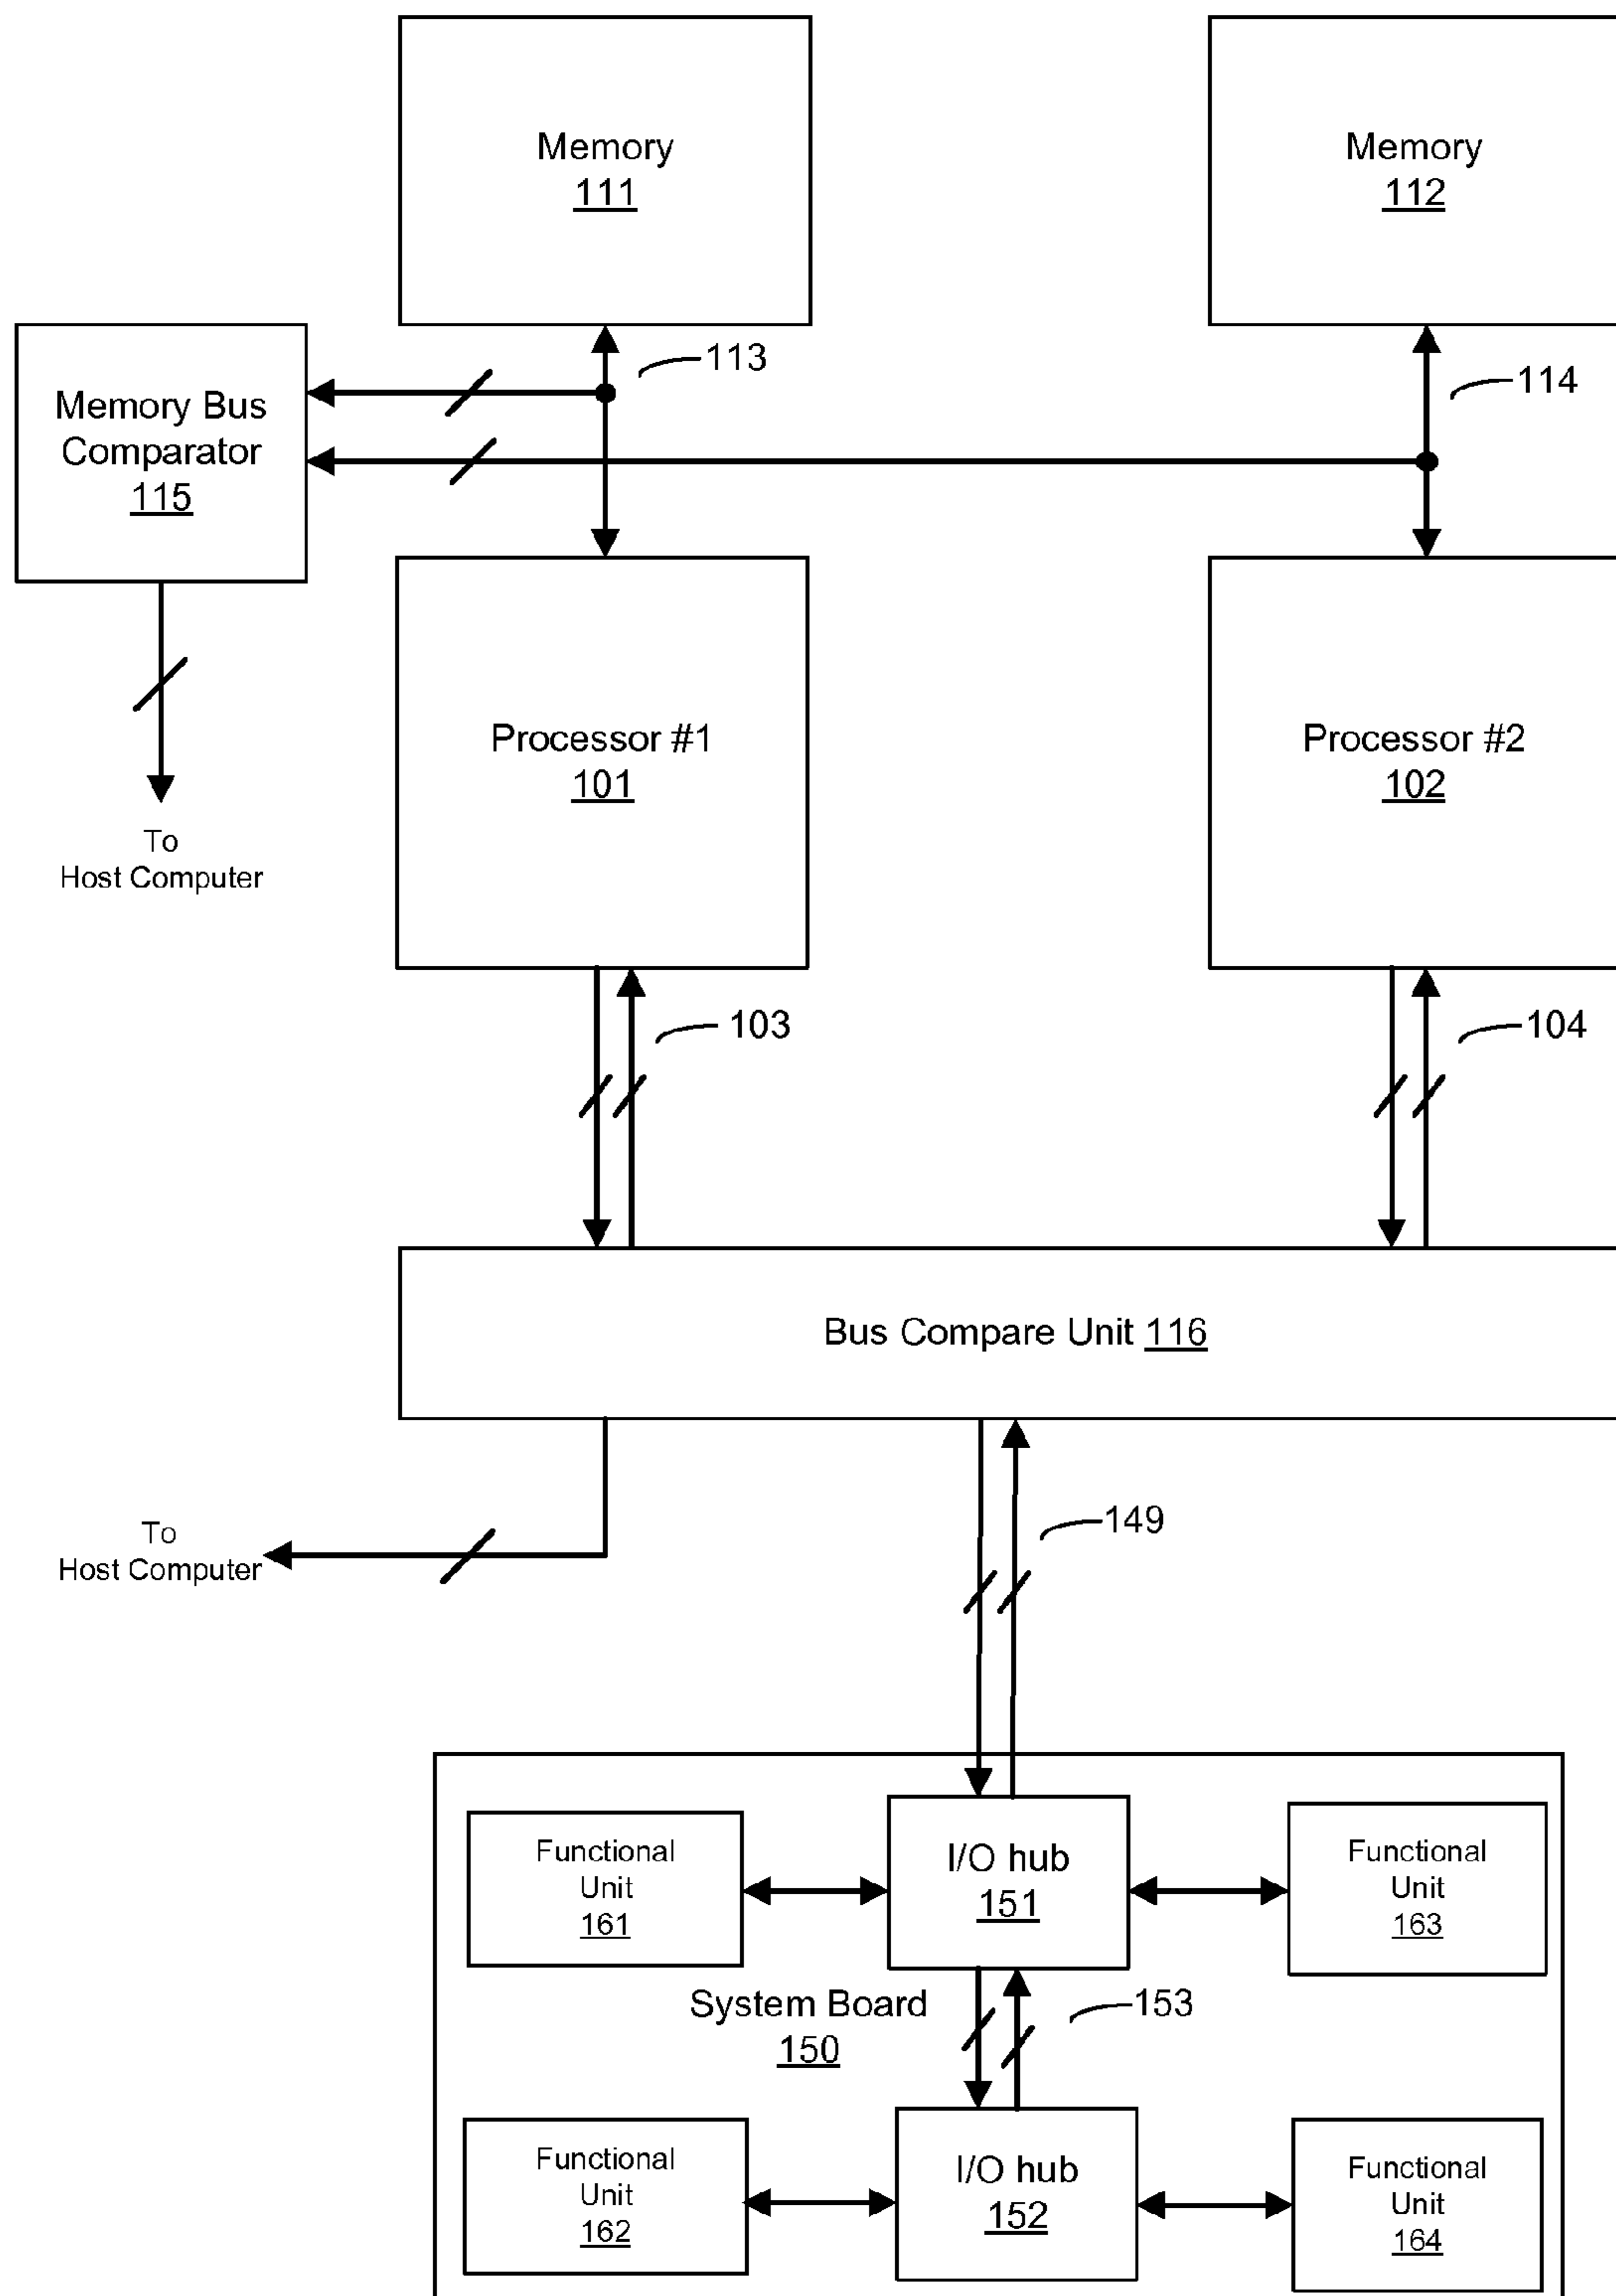 Memory
111
Memory
112
113
114
Memory Bus
Comparator
115
Processor #1
101
Processor #2
102
To
Host Computer
103
104
Bus Compare Unit 116
149
To
Host Computer
Functional
Unit
161
I/O hub
151
Functional
Unit
163
System Board
150
153
Functional
Unit
162
I/O hub
152
Functional
Unit
164